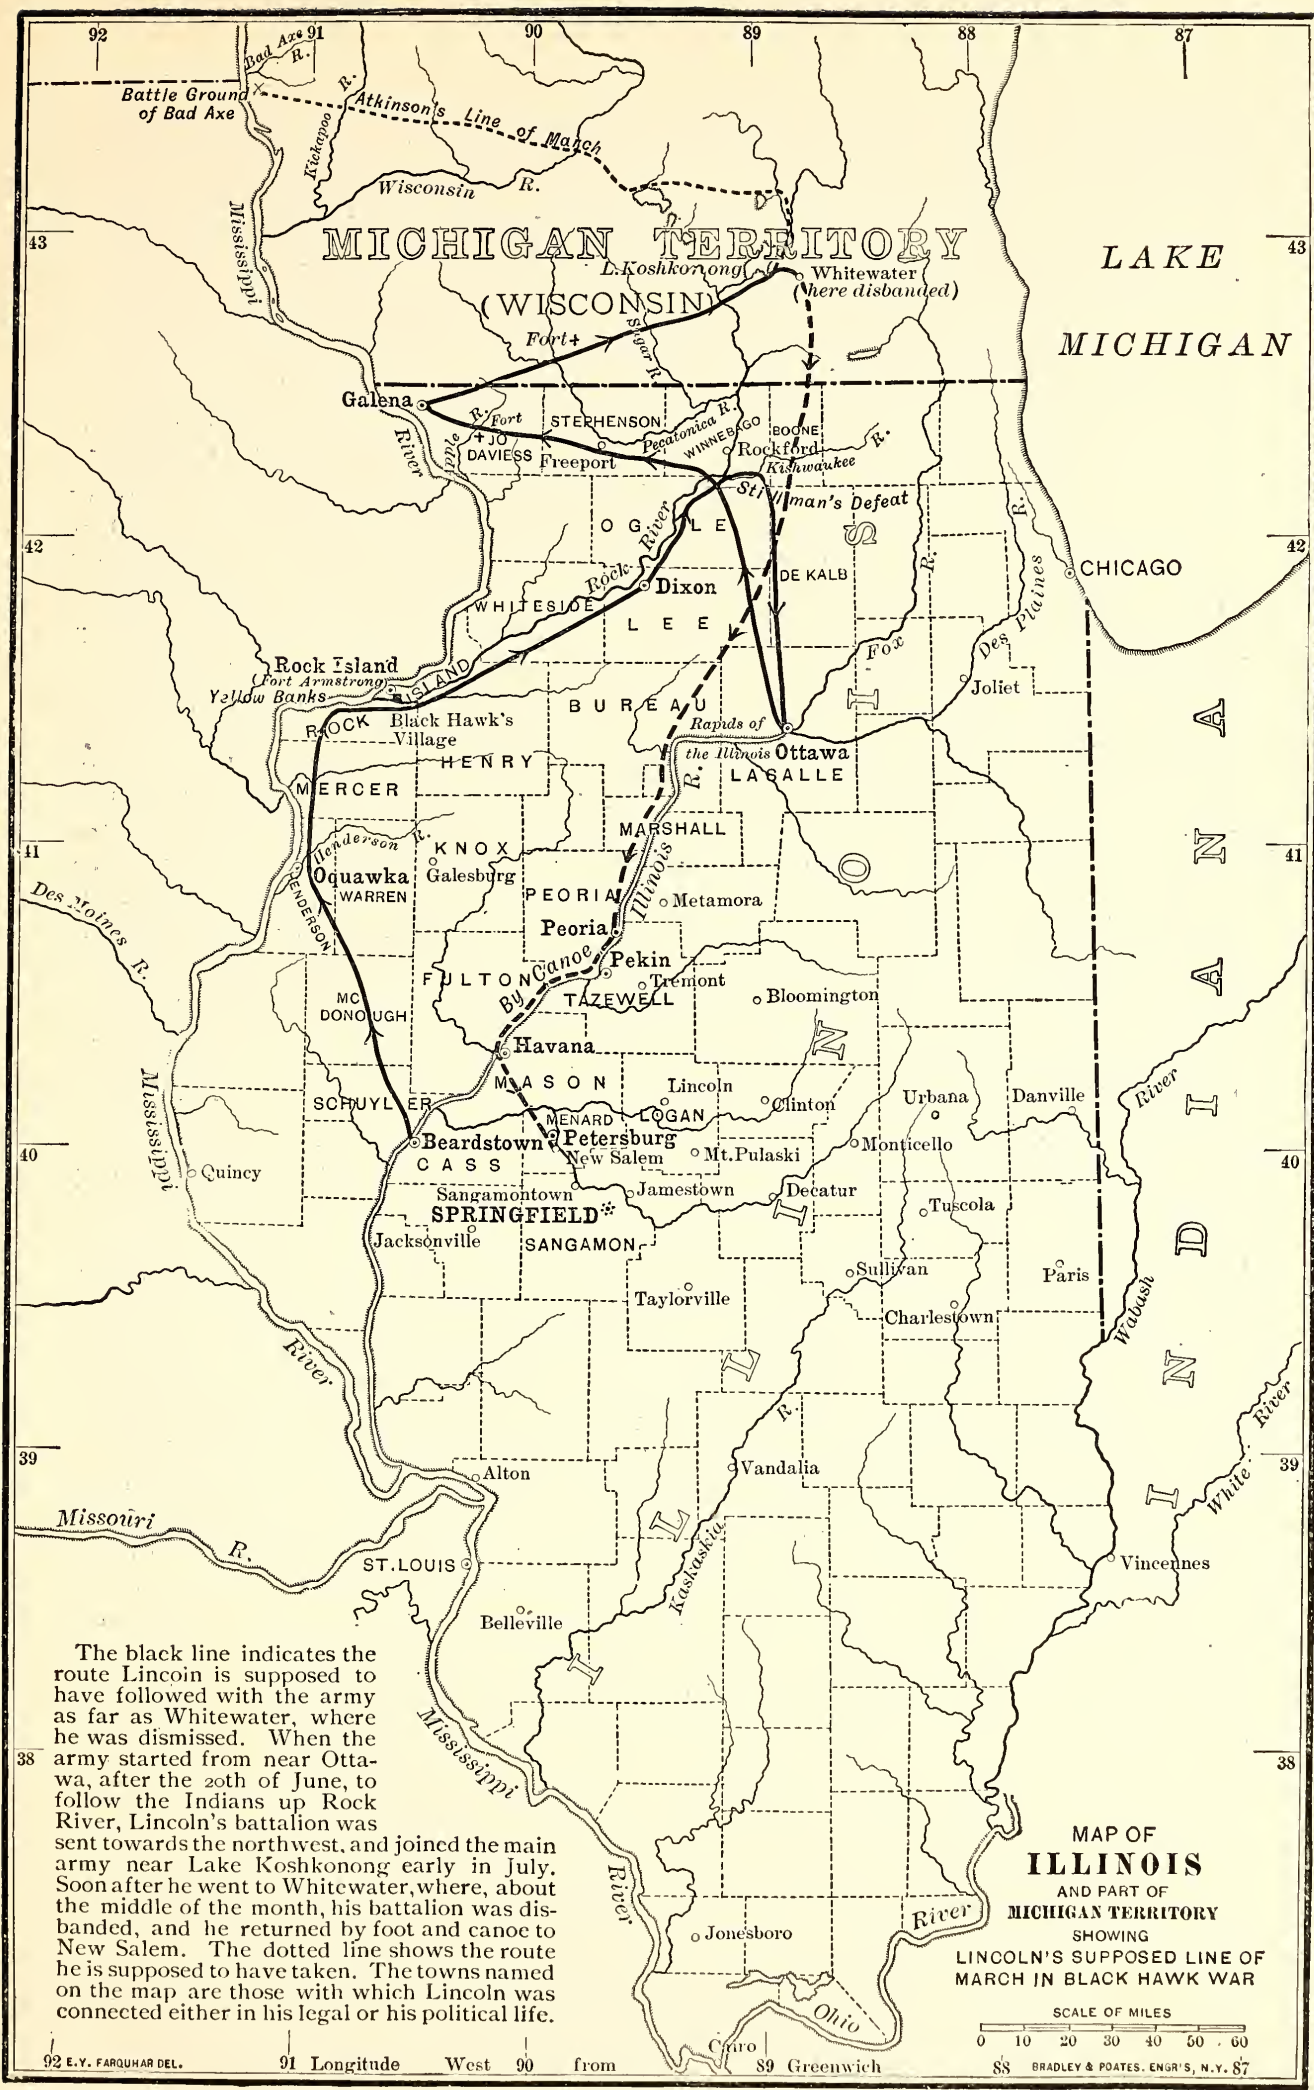 92
91
90
89
88
87
Bad Axe
R.
Battle Ground
of Bad Axe
Atkinson's Line of March
Kickapoo R.
Wisconsin R.
Mississippi
43
MICHIGAN TERRITORY
43
LAKE
MICHIGAN
L.Koshkonong
Whitewater
(here disbanded)
(WISCONSIN)
Fort
Sugar R.
Galena
River
Apple R.
Fort
JO
DAVIESS
STEPHENSON
Freeport
Pecatonica R.
WINNEBAGO
BOONE
Rockford
Kishwaukee
R.
Stillman's Defeat
42
42
OGLE
Rock River
Dixon
DE KALB
WHITESIDE
LEE
R.
R.
Des Plaines
CHICAGO
Fox
Joliet
Rock Island
(Fort Armstrong)
Yellow Banks
ROCK ISLAND
Black Hawk's
Village
BUREAU
Rapids of
the Illinois
Ottawa
LASALLE
HENRY
MERCER
R.
MARSHALL
41
41
Henderson R.
KNOX
Galesburg
Oquawka
WARREN
HENDERSON
PEORIA
Illinois
Metamora
Des Moines
R.
Peoria
Pekin
By Canoe
FULTON
Tremont
TAZEWELL
Bloomington
MC
DONOUGH
Havana
MASON
Lincoln
LOGAN
Clinton
Urbana
Danville
River
SCHUYLER
MENARD
Beardstown
Petersburg
New Salem
Mt.Pulaski
Monticello
40
40
CASS
Mississippi
Quincy
Sangamontown
Jamestown
Decatur
SPRINGFIELD
Tuscola
Jacksonville
SANGAMON
Sullivan
Paris
Taylorville
Charlestown
Wabash
INDIANA
ILLINOIS
River
R.
White River
39
39
Alton
Vandalia
Missouri
R.
Kaskaskia
ST.LOUIS
Vincennes
Belleville
Mississippi
38
38
The black line indicates the
route Lincoln is supposed to
have followed with the army
as far as Whitewater, where
he was dismissed. When the
army started from near Otta-
wa, after the 20th of June, to
follow the Indians up Rock
River, Lincoln's battalion was
sent towards the northwest, and joined the main
army near Lake Koshkonong early in July.
Soon after he went to Whitewater, where, about
the middle of the month, his battalion was dis-
banded, and he returned by foot and canoe to
New Salem. The dotted line shows the route
he is supposed to have taken. The towns named
on the map are those with which Lincoln was
connected either in his legal or his political life.
River
Jonesboro
River
Ohio
Cairo
MAP OF
ILLINOIS
AND PART OF
MICHIGAN TERRITORY
SHOWING
LINCOLN'S SUPPOSED LINE OF
MARCH IN BLACK HAWK WAR
SCALE OF MILES
0 10 20 30 40 50 60
92 E.Y. FARQUHAR DEL.
91 Longitude West 90 from 89 Greenwich
88 BRADLEY & POATES. ENGR'S, N.Y. 87